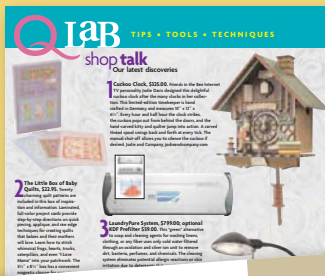 Q LAB TIPS • TOOLS • TECHNIQUES
shop talk
Our latest discoveries
1 Cuckoo Clock, $325.00. Friends in the Bee Internet
TV personality Jodie Davis designed this delightful
cuckoo clock after the many clocks in her collec-
tion. This limited-edition timekeeper is hand
crafted in Germany and measures 10" x 12" x
6½". Every hour and half hour the clock strikes,
the cuckoo pops out from behind the doors, and the
hand-carved kitty and quilter jump into action. A carved
thread spool swings back and forth at every tick. The
manual shut-off allows you to silence the cuckoo if
desired. Jodie and Company; jodieandcompany.com
2 The Little Box of Baby
Quilts, $22.95. Twenty
charming quilt patterns are
included in this box of inspira-
tion and information. Laminated,
full-color project cards provide
step-by-step directions on quick
piecing, appliqué, and raw edge
techniques for creating quilts
that babies and their mothers
will love. Learn how to stitch
whimsical frogs, hearts, trucks,
caterpillars, and even "I Love
Mama" into your patchwork. The
box has a convenient
magnetic closure
3 LaundryPure System, $799.00; optional
KDF Prefilter $59.00. This "green" alternative
to soap and cleaning agents for washing linens,
clothing, or any fiber uses only cold water filtered
through an oxidation and silver ion unit to remove
dirt, bacteria, perfumes, and chemicals. The cleaning
system eliminates potential allergic reactions or skin
irritation due to detergents